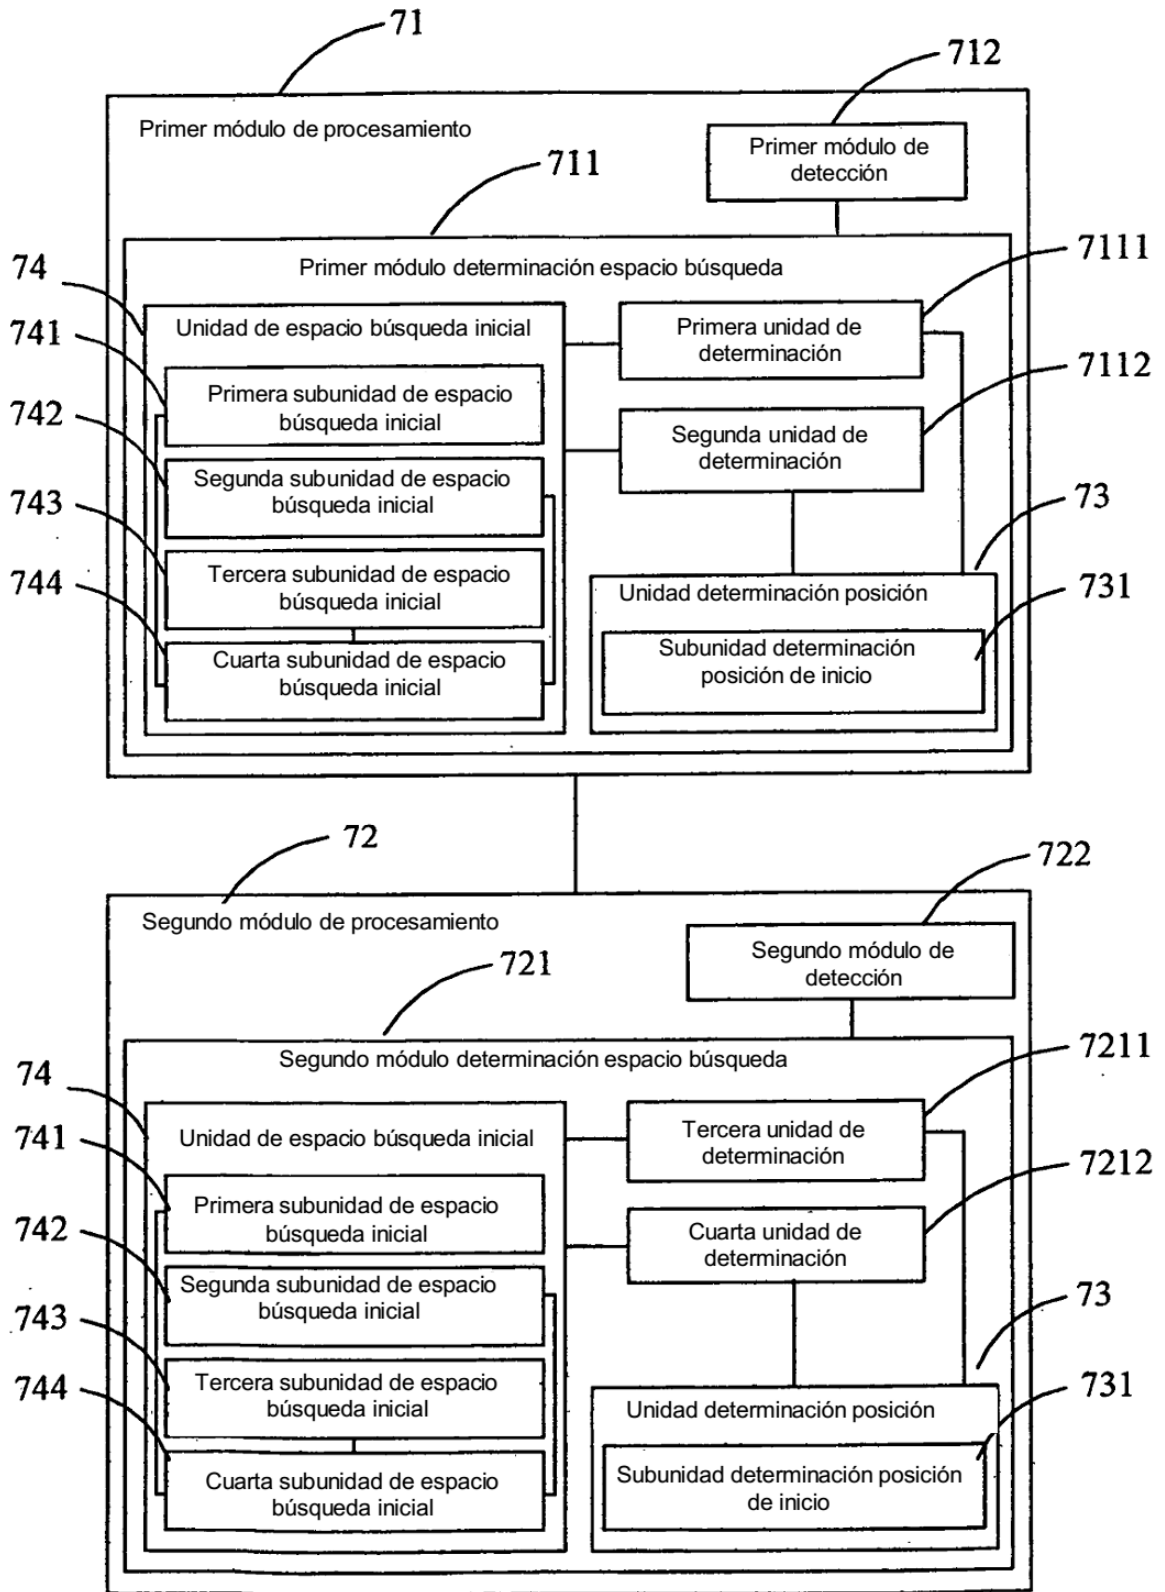 71
712
Primer módulo de procesamiento
Primer módulo de
detección
711
Primer módulo determinación espacio búsqueda
7111
74
Unidad de espacio búsqueda inicial
Primera unidad de
determinación
741
Primera subunidad de espacio
búsqueda inicial
7112
742
Segunda unidad de
determinación
Segunda subunidad de espacio
búsqueda inicial
743
73
Tercera subunidad de espacio
búsqueda inicial
Unidad determinación posición
744
731
Cuarta subunidad de espacio
búsqueda inicial
Subunidad determinación
posición de inicio
72
722
Segundo módulo de procesamiento
Segundo módulo de
detección
721
Segundo módulo determinación espacio búsqueda
7211
74
Unidad de espacio búsqueda inicial
Tercera unidad de
determinación
741
7212
Primera subunidad de espacio
búsqueda inicial
742
Cuarta unidad de
determinación
Segunda subunidad de espacio
búsqueda inicial
743
73
Tercera subunidad de espacio
búsqueda inicial
744
731
Unidad determinación posición
Cuarta subunidad de espacio
búsqueda inicial
Subunidad determinación posición
de inicio